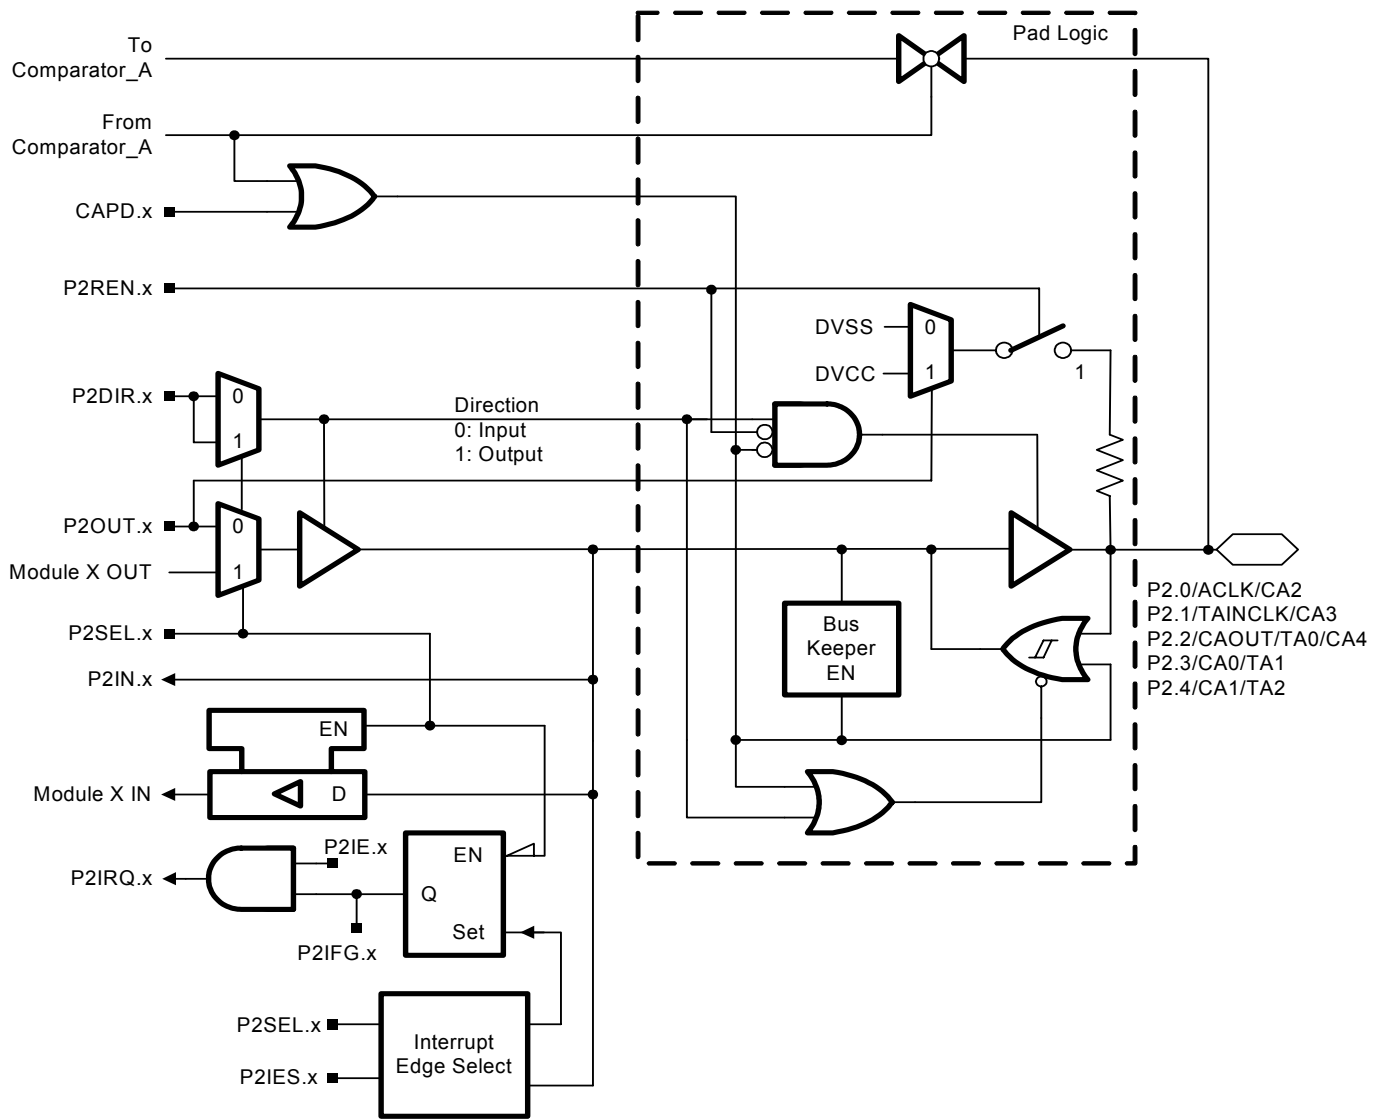 Pad Logic
To
Comparator_A
From
Comparator_A
CAPD.x
P2REN.x
DVSS
0
DVCC
1
1
P2DIR.x
0
1
Direction
0: Input
1: Output
P2OUT.x
0
Module X OUT
1
P2SEL.x
P2IN.x
Bus
Keeper
EN
P2.0/ACLK/CA2
P2.1/TAINCLK/CA3
P2.2/CAOUT/TA0/CA4
P2.3/CA0/TA1
P2.4/CA1/TA2
EN
Module X IN
D
P2IE.x
EN
P2IRQ.x
Q
Set
P2IFG.x
P2SEL.x
Interrupt
Edge Select
P2IES.x